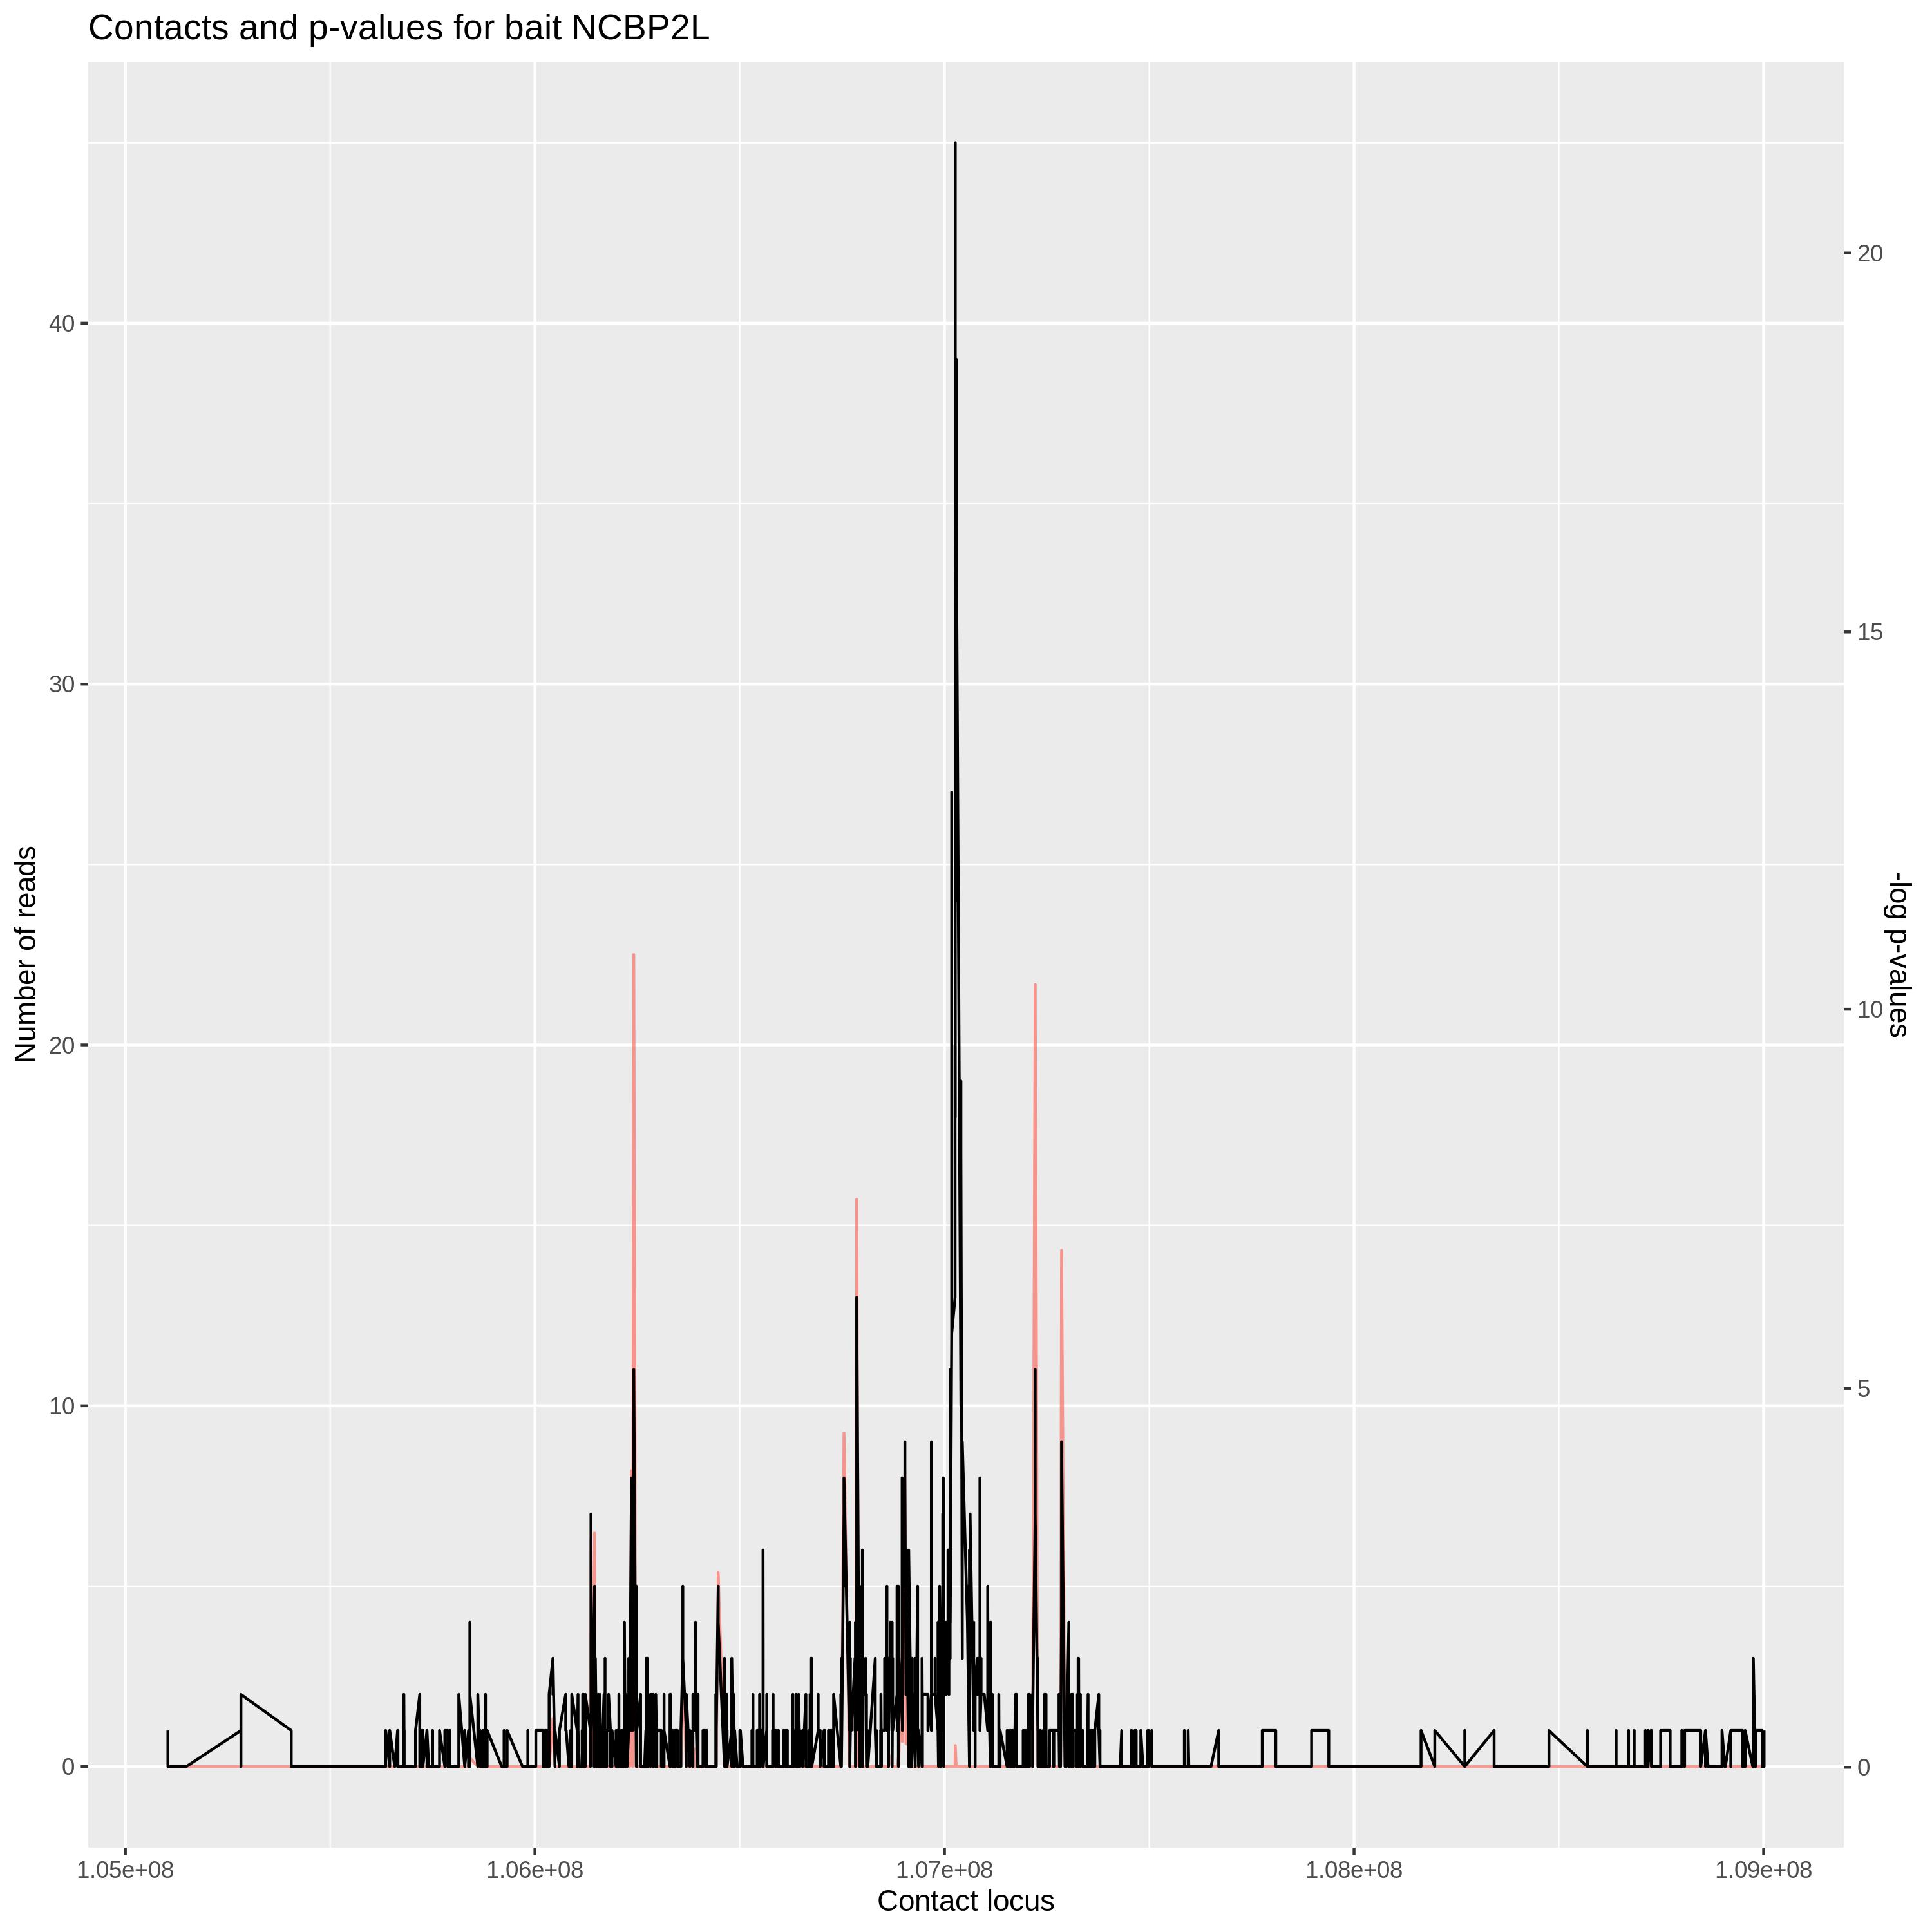 Contacts and p-values for bait NCBP2L
40
30
20
10
0
Number of reads
20
15
10
5
0
-log p-values
1.05e+08 1.06e+08 1.07e+08 1.08e+08 1.09e+08
Contact locus